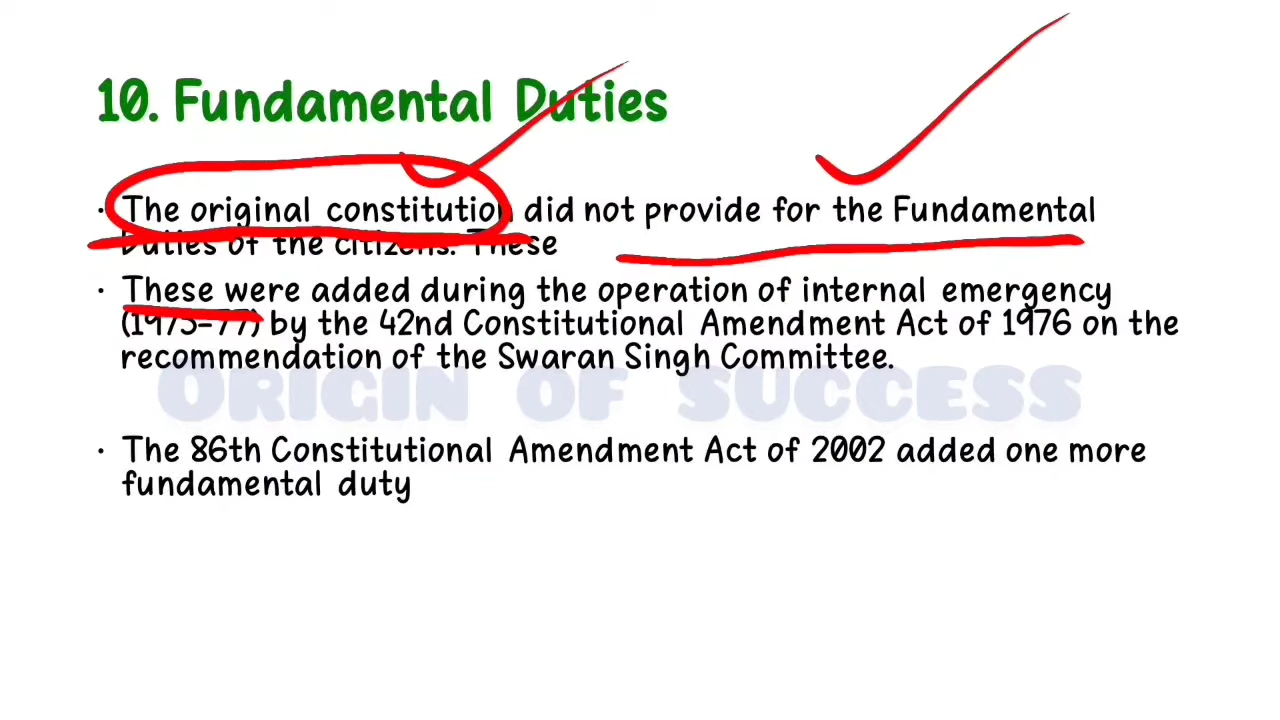 10. Fundamental Duties
· The original constitution did not provide for the Fundamental
Duties of the citizens. These
· These were added during the operation of internal emergency
(1975-77) by the 42nd Constitutional Amendment Act of 1976 on the
recommendation of the Swaran Singh Committee.
ORIGIN OF SUCCESS
· The 86th Constitutional Amendment Act of 2002 added one more
fundamental duty